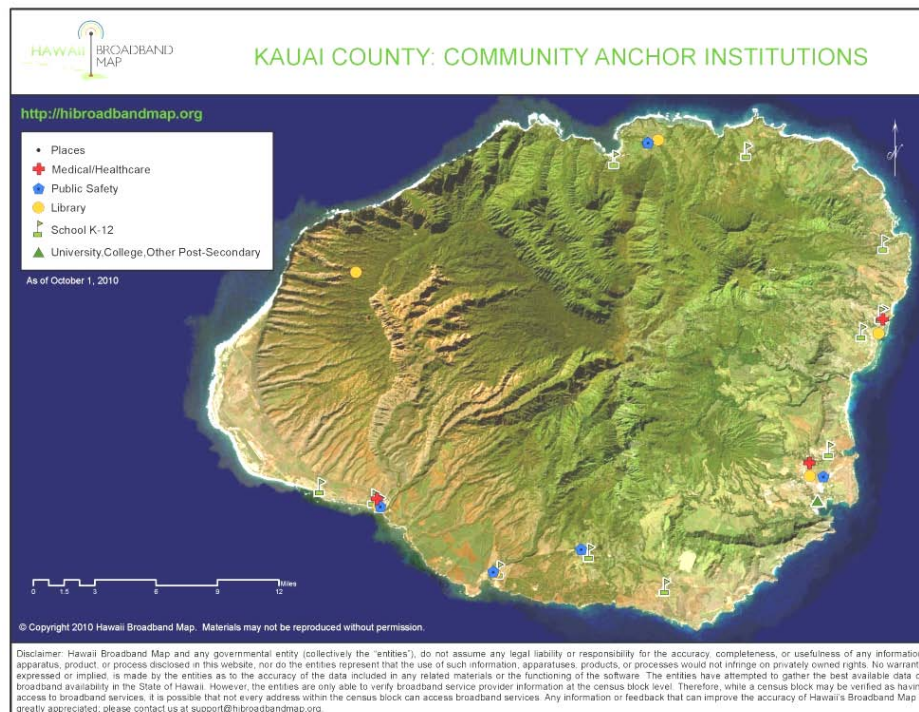 HAWAII BROADBAND
MAP
KAUAI COUNTY: COMMUNITY ANCHOR INSTITUTIONS
http://hibroadbandmap.org
Places
Medical/Healthcare
Public Safety
Library
School K-12
University,College,Other Post-Secondary
As of October 1, 2010
N
Miles
0 1.5 3 6 9 12
© Copyright 2010 Hawaii Broadband Map. Materials may not be reproduced without permission.
Disclaimer: Hawaii Broadband Map and any governmental entity (collectively the "entities"), do not assume any legal liability or responsibility for the accuracy, completeness, or usefulness of any information
apparatus, product, or process disclosed in this website, nor do the entities represent that the use of such information, apparatuses, products, or processes would not infringe on privately owned rights. No warrant
expressed or implied, is made by the entities as to the accuracy of the data included in any related materials or the functioning of the software. The entities have attempted to gather the best available data o
broadband availability in the State of Hawaii. However, the entities are only able to verify broadband service provider information at the census block level. Therefore, while a census block may be verified as havin
access to broadband services, it is possible that not every address within the census block can access broadband services. Any information or feedback that can improve the accuracy of Hawaii's Broadband Map
greatly appreciated; please contact us at support@hibroadbandmap.org.